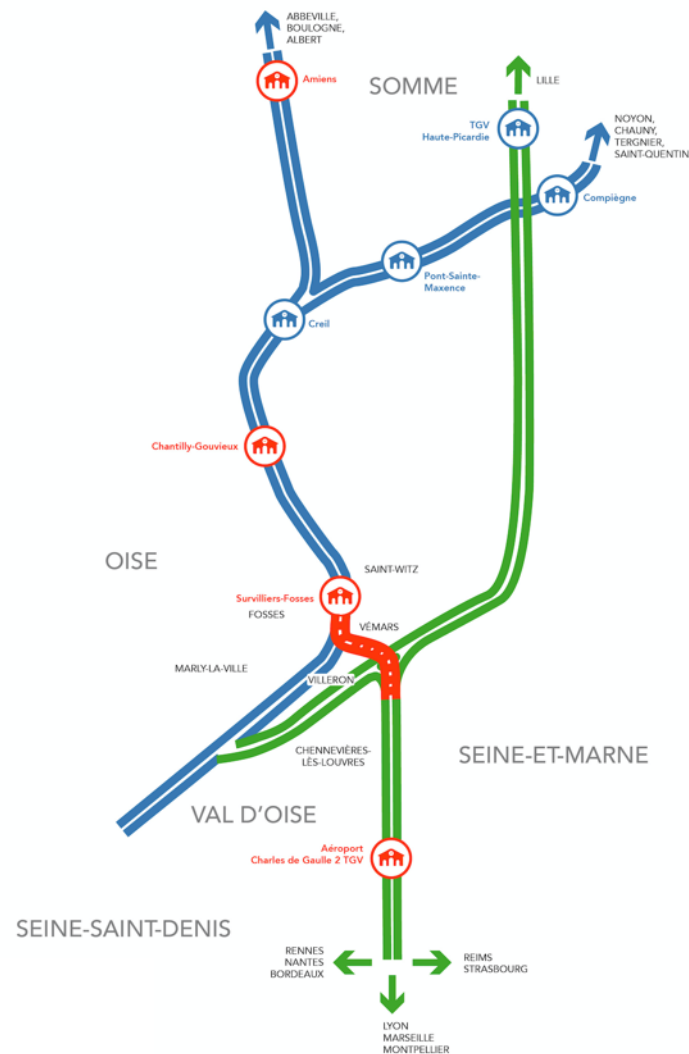 ABBEVILLE,
BOULOGNE,
ALBERT
Amiens
SOMME
LILLE
TGV
Haute-Picardie
NOYON,
CHAUNY,
TERGNIER,
SAINT-QUENTIN
Compiègne
Pont-Sainte-
Maxence
Creil
Chantilly-Gouvieux
OISE
SAINT-WITZ
Survilliers-Fosses
FOSSES
VÉMARS
MARLY-LA-VILLE
VILLERON
CHENNEVIÈRES-
LÈS-LOUVRES
SEINE-ET-MARNE
VAL D'OISE
Aéroport
Charles de Gaulle 2 TGV
SEINE-SAINT-DENIS
RENNES
NANTES
BORDEAUX
REIMS
STRASBOURG
LYON
MARSEILLE
MONTPELLIER